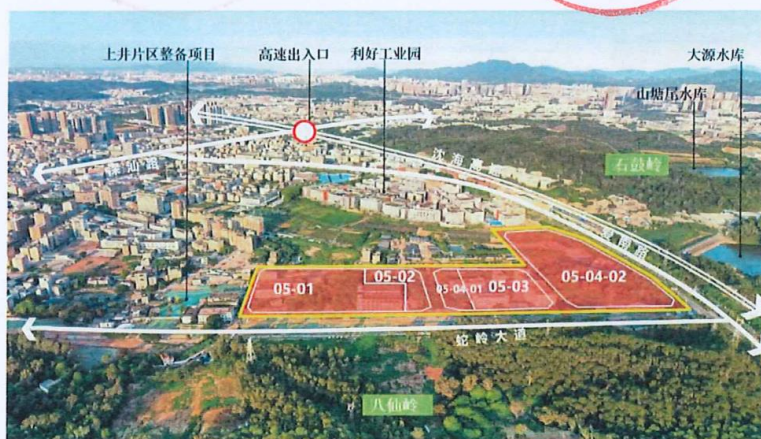 上井片区整备项目
高速出入口
利好工业园
大源水库
山塘尾水库
石鼓岭
深汕路
沈海高速
05-01
05-02
05-04-01
05-03
05-04-02
蛇岭大道
八仙岭